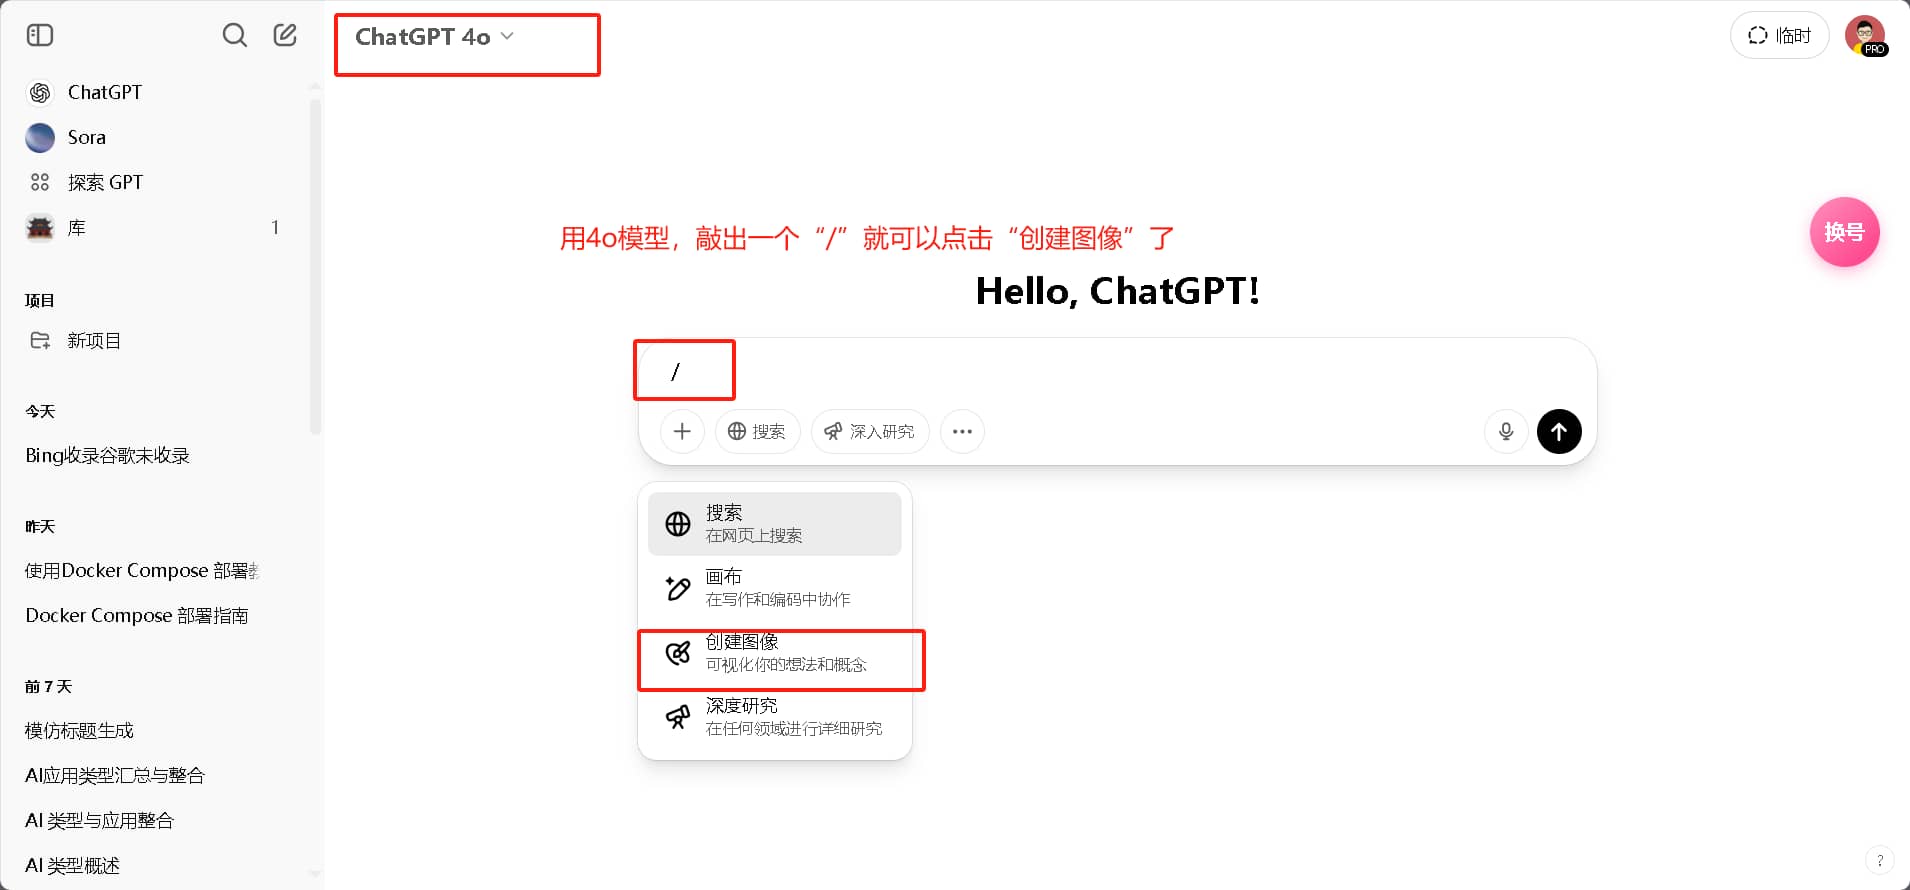 ChatGPT 4o
临时
PRO
ChatGPT
Sora
探索 GPT
库
1
项目
新项目
今天
Bing收录谷歌未收录
昨天
使用Docker Compose 部署
Docker Compose 部署指南
前 7 天
模仿标题生成
AI应用类型汇总与整合
AI 类型与应用整合
AI 类型概述
用4o模型，敲出一个“/”就可以点击“创建图像”了
换号
Hello, ChatGPT!
/
搜索
深入研究
搜索
在网页上搜索
画布
在写作和编码中协作
创建图像
可视化你的想法和概念
深度研究
在任何领域进行详细研究
?